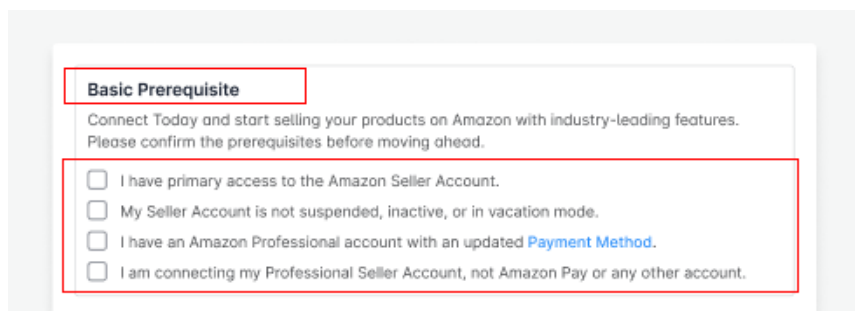 Basic Prerequisite
Connect Today and start selling your products on Amazon with industry-leading features.
Please confirm the prerequisites before moving ahead.
I have primary access to the Amazon Seller Account.
My Seller Account is not suspended, inactive, or in vacation mode.
I have an Amazon Professional account with an updated Payment Method.
I am connecting my Professional Seller Account, not Amazon Pay or any other account.